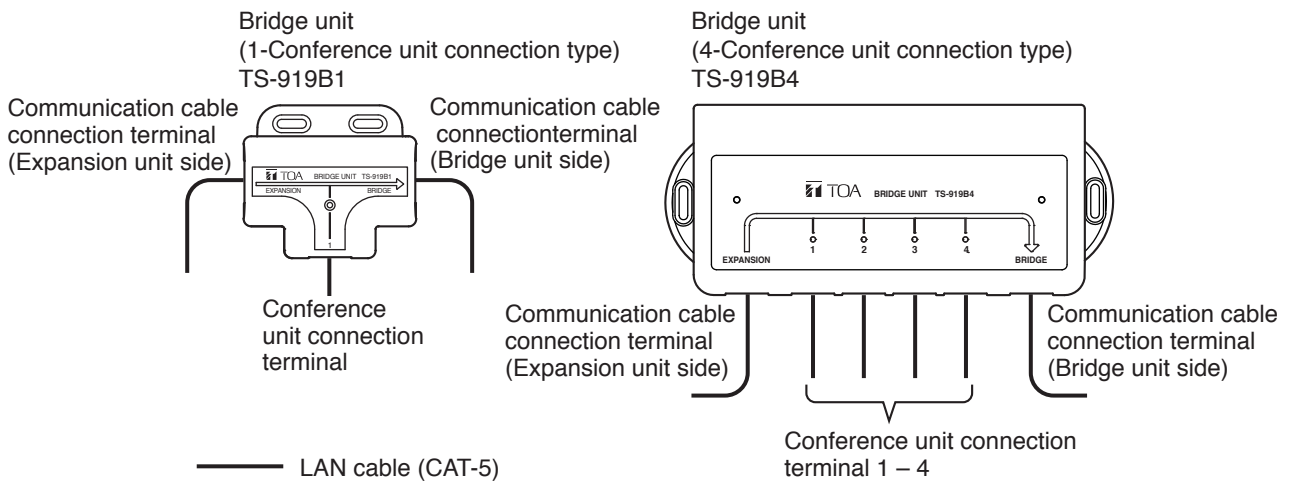 Bridge unit
(1-Conference unit connection type)
TS-919B1
Bridge unit
(4-Conference unit connection type)
TS-919B4
Communication cable
connection terminal
(Expansion unit side)
Communication cable
connectionterminal
(Bridge unit side)
TOA BRIDGE UNIT TS-919B1
EXPANSION BRIDGE
1
TOA BRIDGE UNIT TS-919B4
1 2 3 4
EXPANSION BRIDGE
Conference
unit connection
terminal
Communication cable
connection terminal
(Expansion unit side)
Communication cable
connection terminal
(Bridge unit side)
Conference unit connection
terminal 1 – 4
LAN cable (CAT-5)